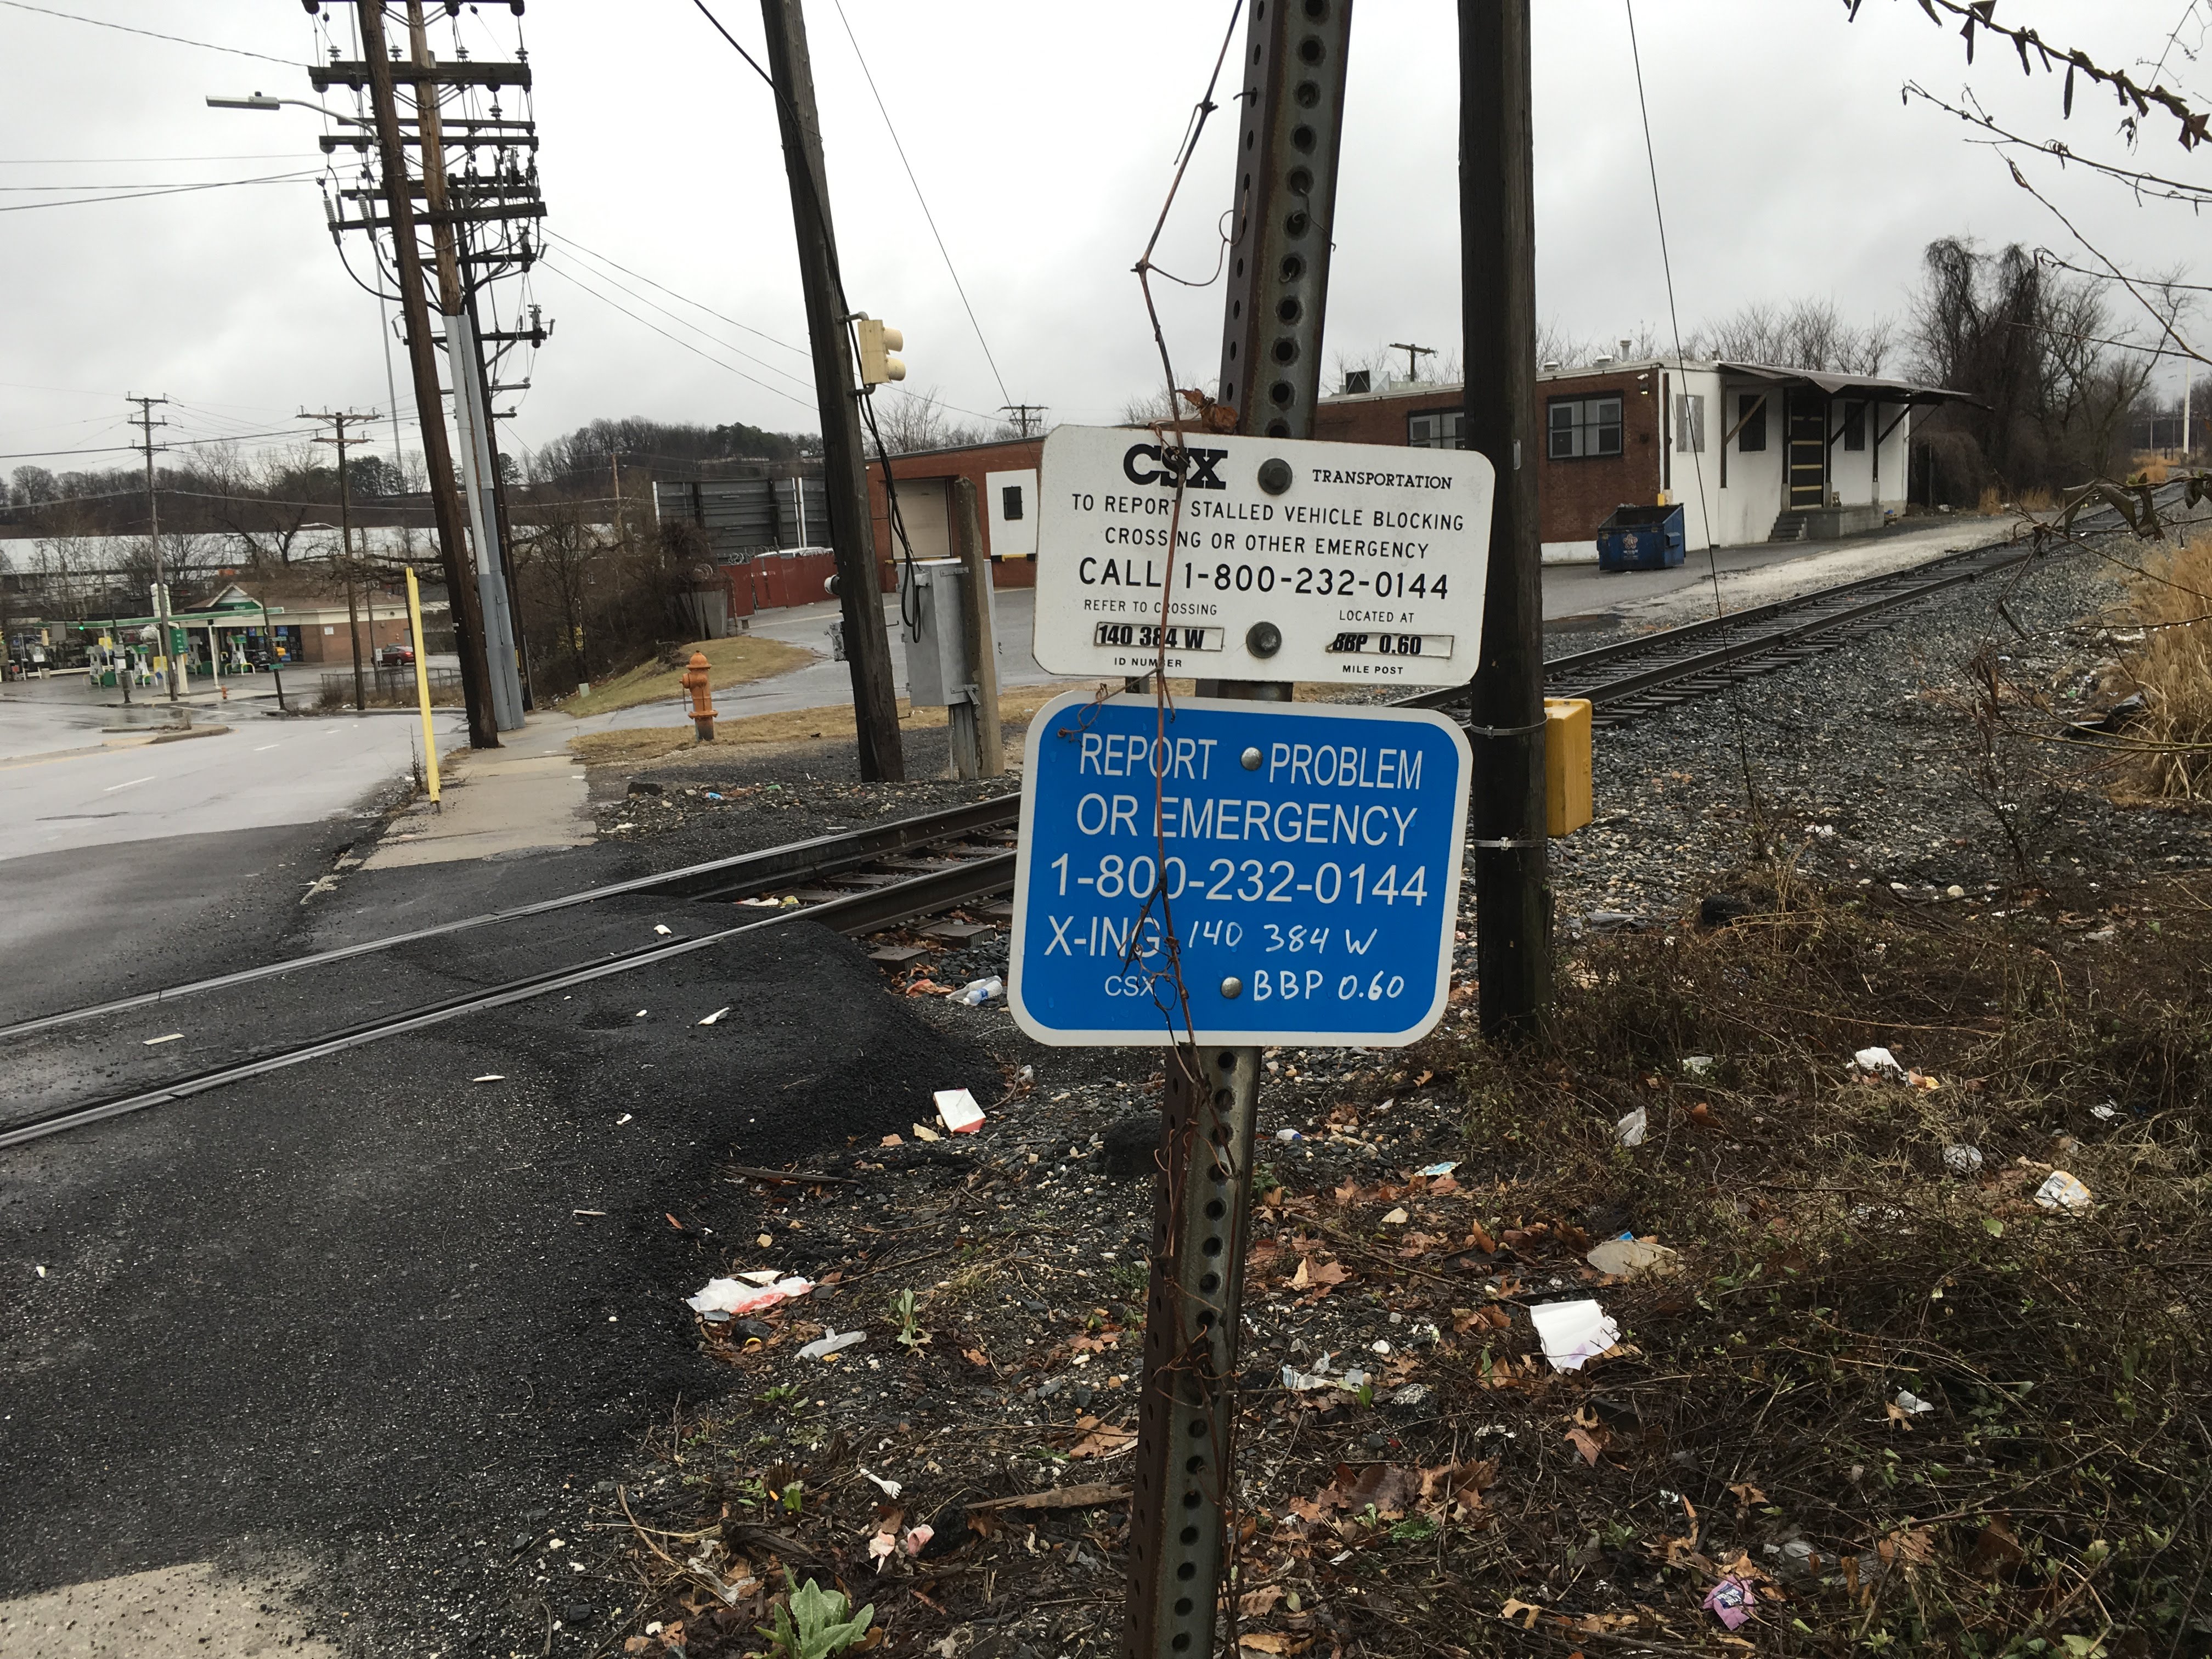 CSX TRANSPORTATION
TO REPORT STALLED VEHICLE BLOCKING
CROSSING OR OTHER EMERGENCY
CALL 1-800-232-0144
REFER TO CROSSING LOCATED AT
140 384 W BBP 0.60
ID NUMBER MILE POST
REPORT PROBLEM
OR EMERGENCY
1-800-232-0144
X-ING 140 384 W
CSX BBP 0.60